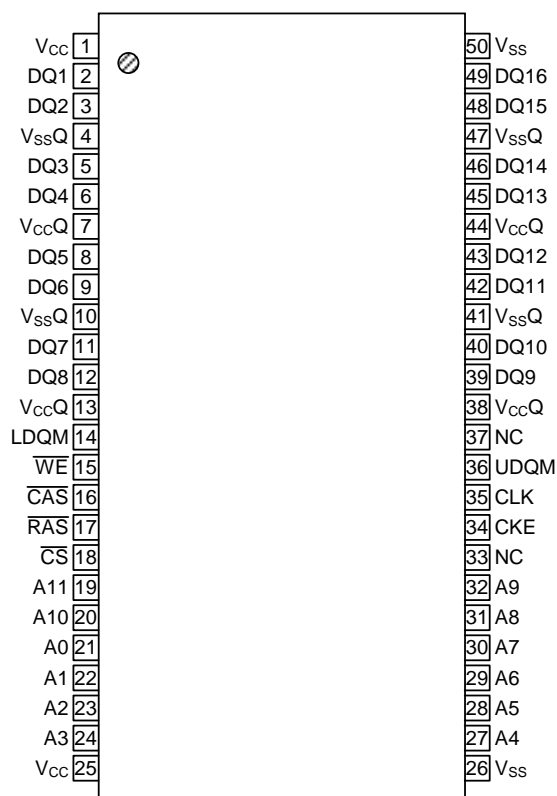 VCC 1 50 VSS
DQ1 2 49 DQ16
DQ2 3 48 DQ15
VSSQ 4 47 VSSQ
DQ3 5 46 DQ14
DQ4 6 45 DQ13
VCCQ 7 44 VCCQ
DQ5 8 43 DQ12
DQ6 9 42 DQ11
VSSQ 10 41 VSSQ
DQ7 11 40 DQ10
DQ8 12 39 DQ9
VCCQ 13 38 VCCQ
LDQM 14 37 NC
WE 15 36 UDQM
CAS 16 35 CLK
RAS 17 34 CKE
CS 18 33 NC
A11 19 32 A9
A10 20 31 A8
A0 21 30 A7
A1 22 29 A6
A2 23 28 A5
A3 24 27 A4
VCC 25 26 VSS